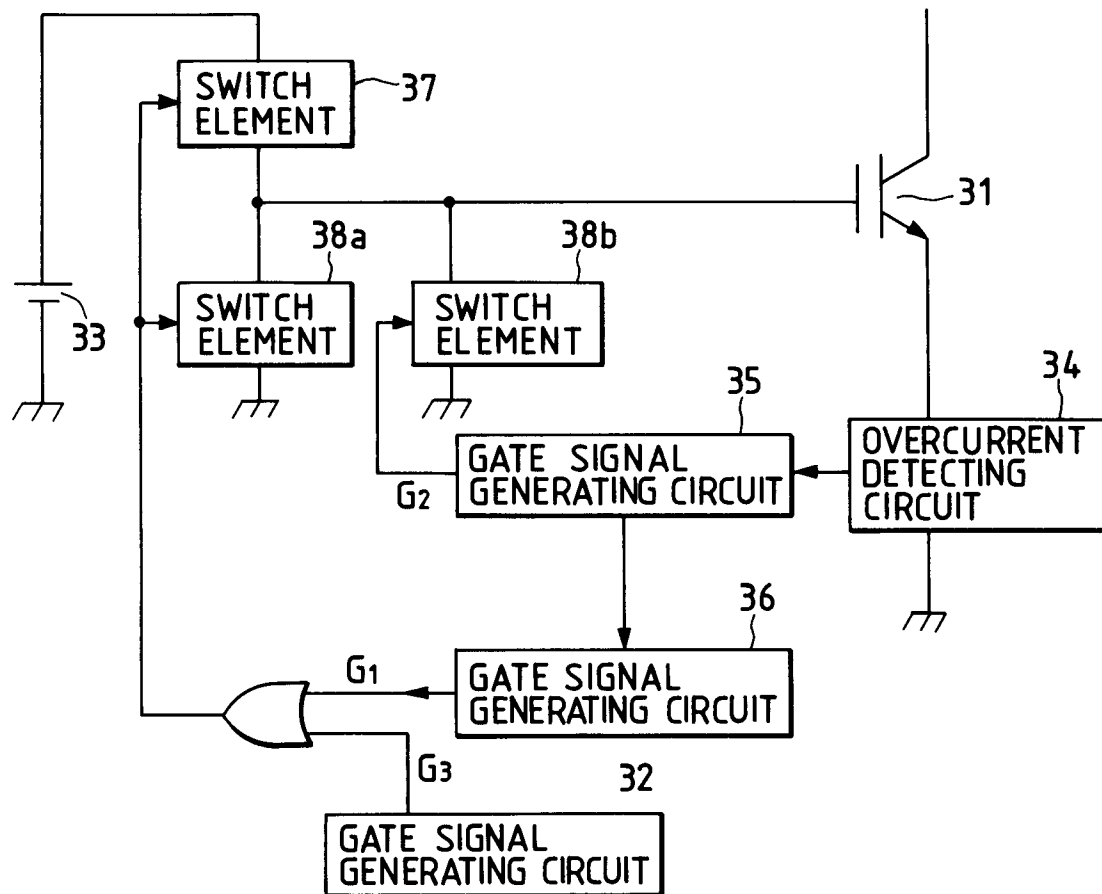 SWITCH
ELEMENT
37
31
38a
38b
SWITCH
ELEMENT
SWITCH
ELEMENT
33
35
34
GATE SIGNAL
GENERATING CIRCUIT
G2
OVERCURRENT
DETECTING
CIRCUIT
36
G1
GATE SIGNAL
GENERATING CIRCUIT
G3
32
GATE SIGNAL
GENERATING CIRCUIT